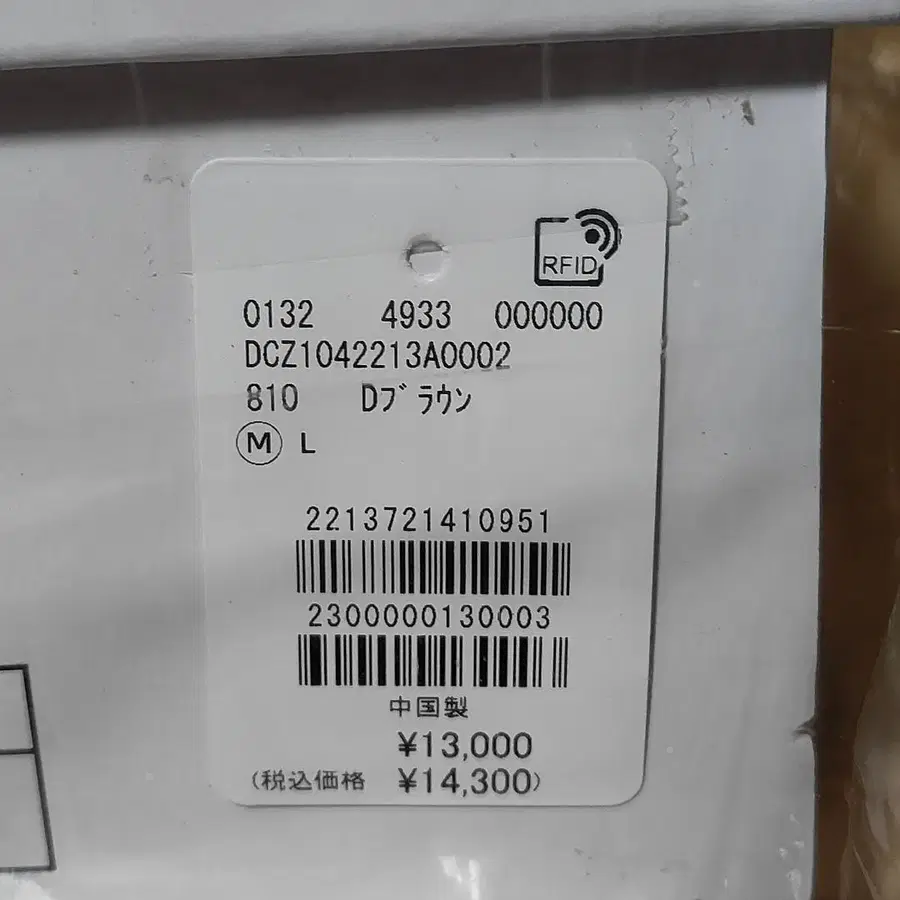 RFID
0132 4933 000000
DCZ1042213A0002
810 Dﾌﾞﾗｳﾝ
Ⓜ L
2213721410951
2300000130003
中国製
¥13,000
(税込価格 ¥14,300)